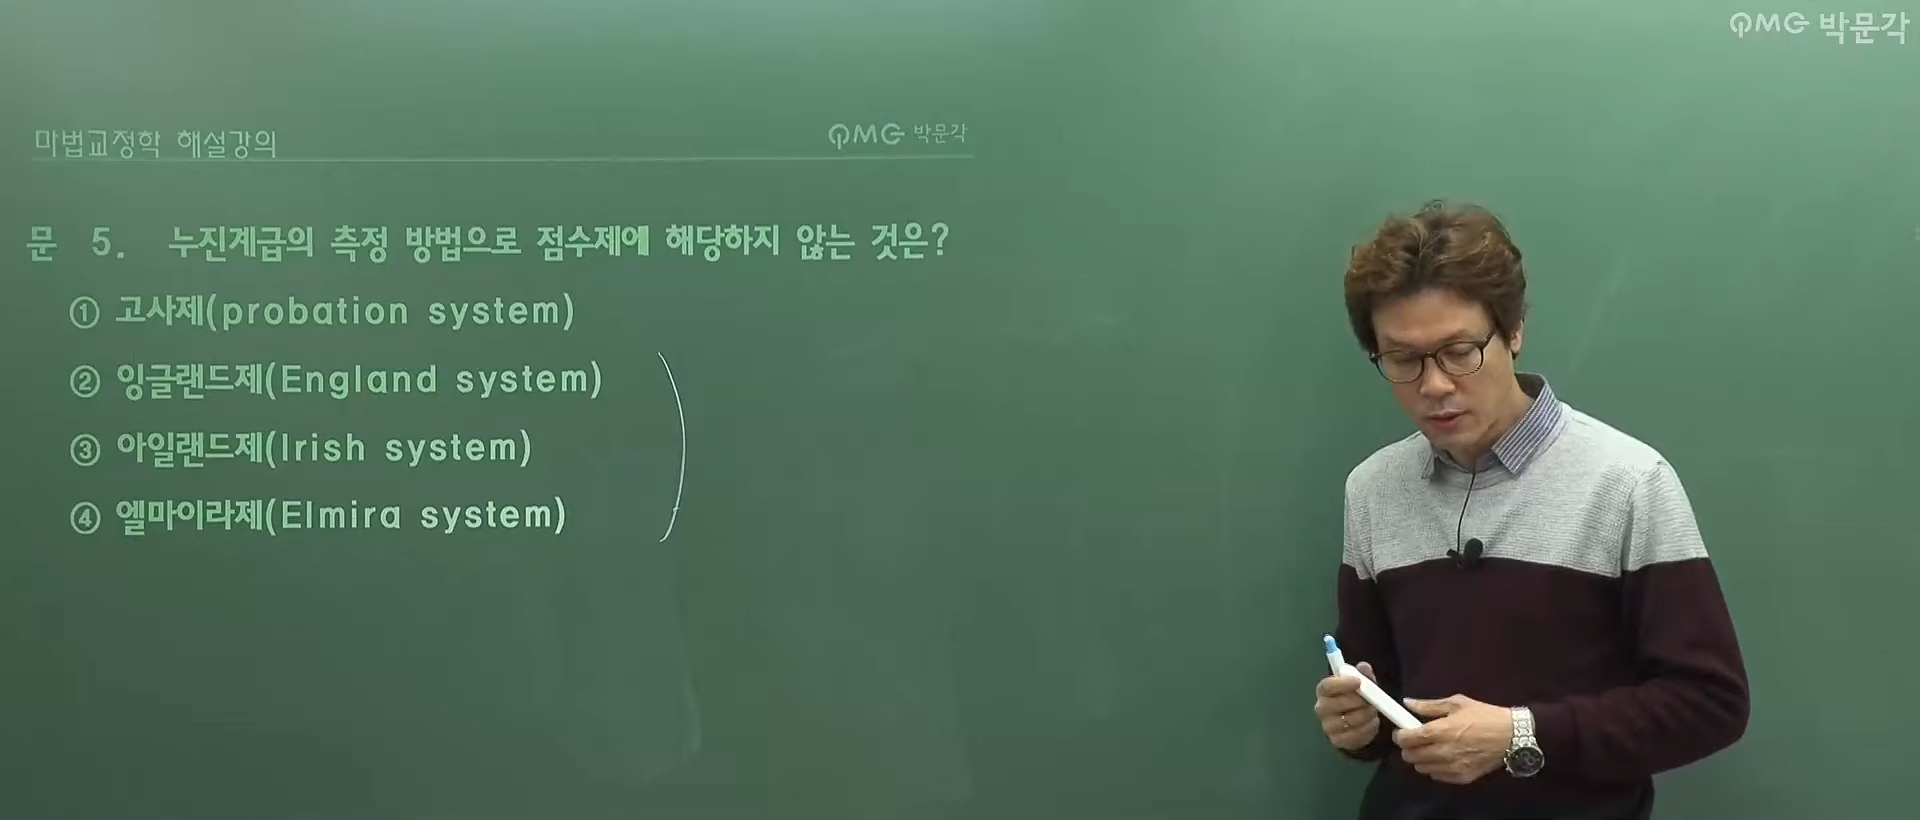 QMG 박문각
마법교정학 해설강의
QMG 박문각
문 5. 누진계급의 측정 방법으로 점수제에 해당하지 않는 것은?
① 고사제(probation system)
② 잉글랜드제(England system)
③ 아일랜드제(Irish system)
④ 엘마이라제(Elmira system)